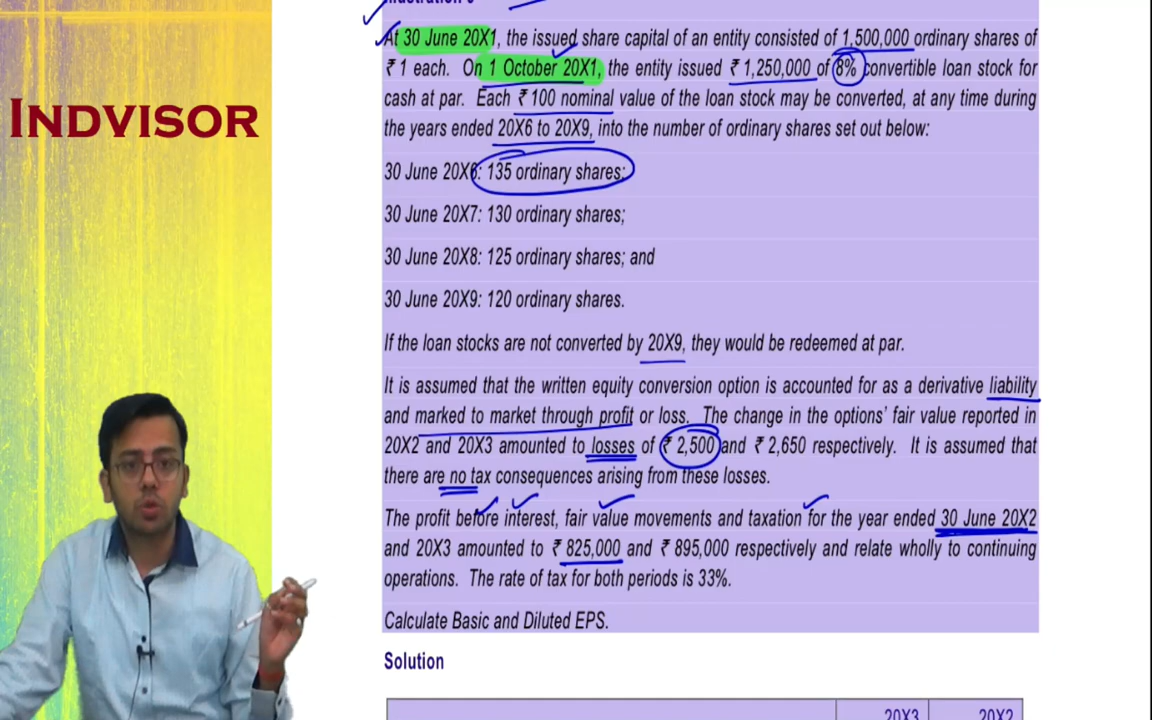 At 30 June 20X1, the issued share capital of an entity consisted of 1,500,000 ordinary shares of
₹ 1 each. On 1 October 20X1, the entity issued ₹ 1,250,000 of 8% convertible loan stock for
cash at par. Each ₹ 100 nominal value of the loan stock may be converted, at any time during
the years ended 20X6 to 20X9, into the number of ordinary shares set out below:
INDVISOR
30 June 20X6: 135 ordinary shares;
30 June 20X7: 130 ordinary shares;
30 June 20X8: 125 ordinary shares; and
30 June 20X9: 120 ordinary shares.
If the loan stocks are not converted by 20X9, they would be redeemed at par.
It is assumed that the written equity conversion option is accounted for as a derivative liability
and marked to market through profit or loss. The change in the options' fair value reported in
20X2 and 20X3 amounted to losses of ₹ 2,500 and ₹ 2,650 respectively. It is assumed that
there are no tax consequences arising from these losses.
The profit before interest, fair value movements and taxation for the year ended 30 June 20X2
and 20X3 amounted to ₹ 825,000 and ₹ 895,000 respectively and relate wholly to continuing
operations. The rate of tax for both periods is 33%.
Calculate Basic and Diluted EPS.
Solution
20X3 20X2